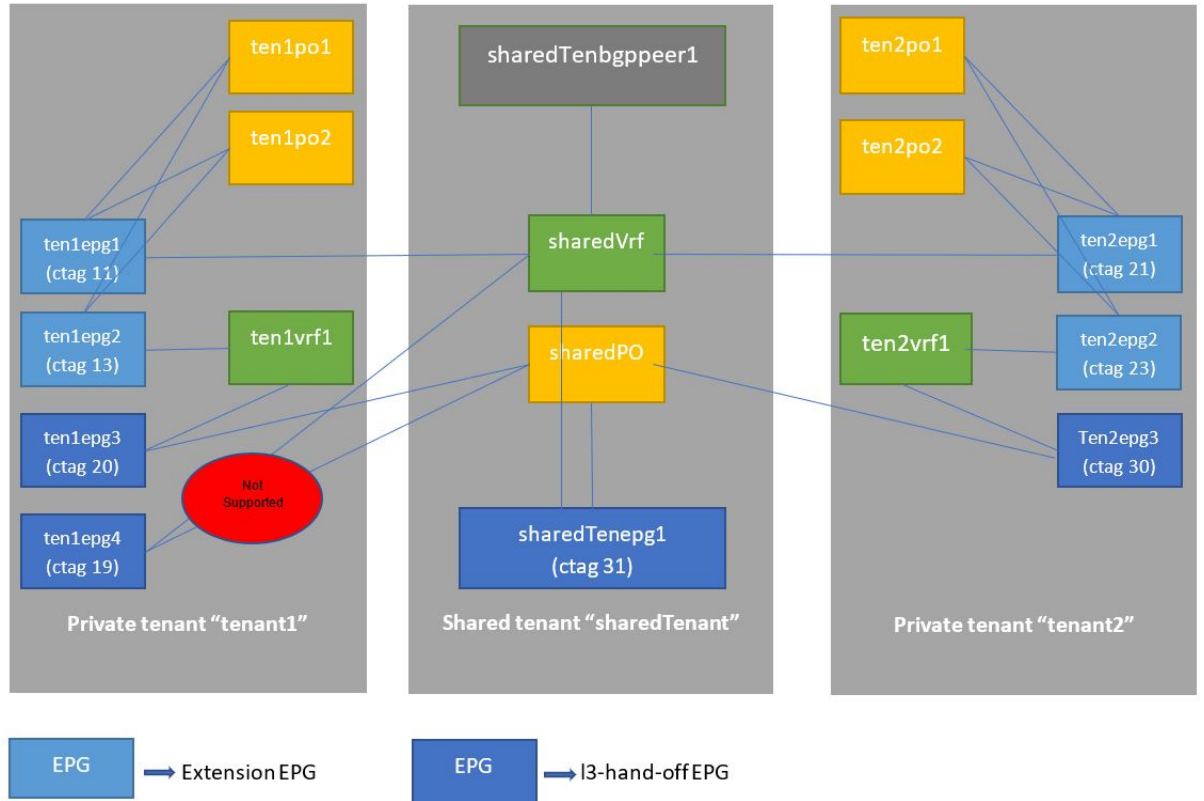 ten1po1
ten1po2
ten1epg1
(ctag 11)
ten1epg2
(ctag 13)
ten1vrf1
ten1epg3
(ctag 20)
Not
Supported
ten1epg4
(ctag 19)
Private tenant “tenant1”
sharedTenbgppeer1
sharedVrf
sharedPO
sharedTenepg1
(ctag 31)
Shared tenant “sharedTenant”
ten2po1
ten2po2
ten2epg1
(ctag 21)
ten2vrf1
ten2epg2
(ctag 23)
Ten2epg3
(ctag 30)
Private tenant “tenant2”
EPG
Extension EPG
EPG
l3-hand-off EPG